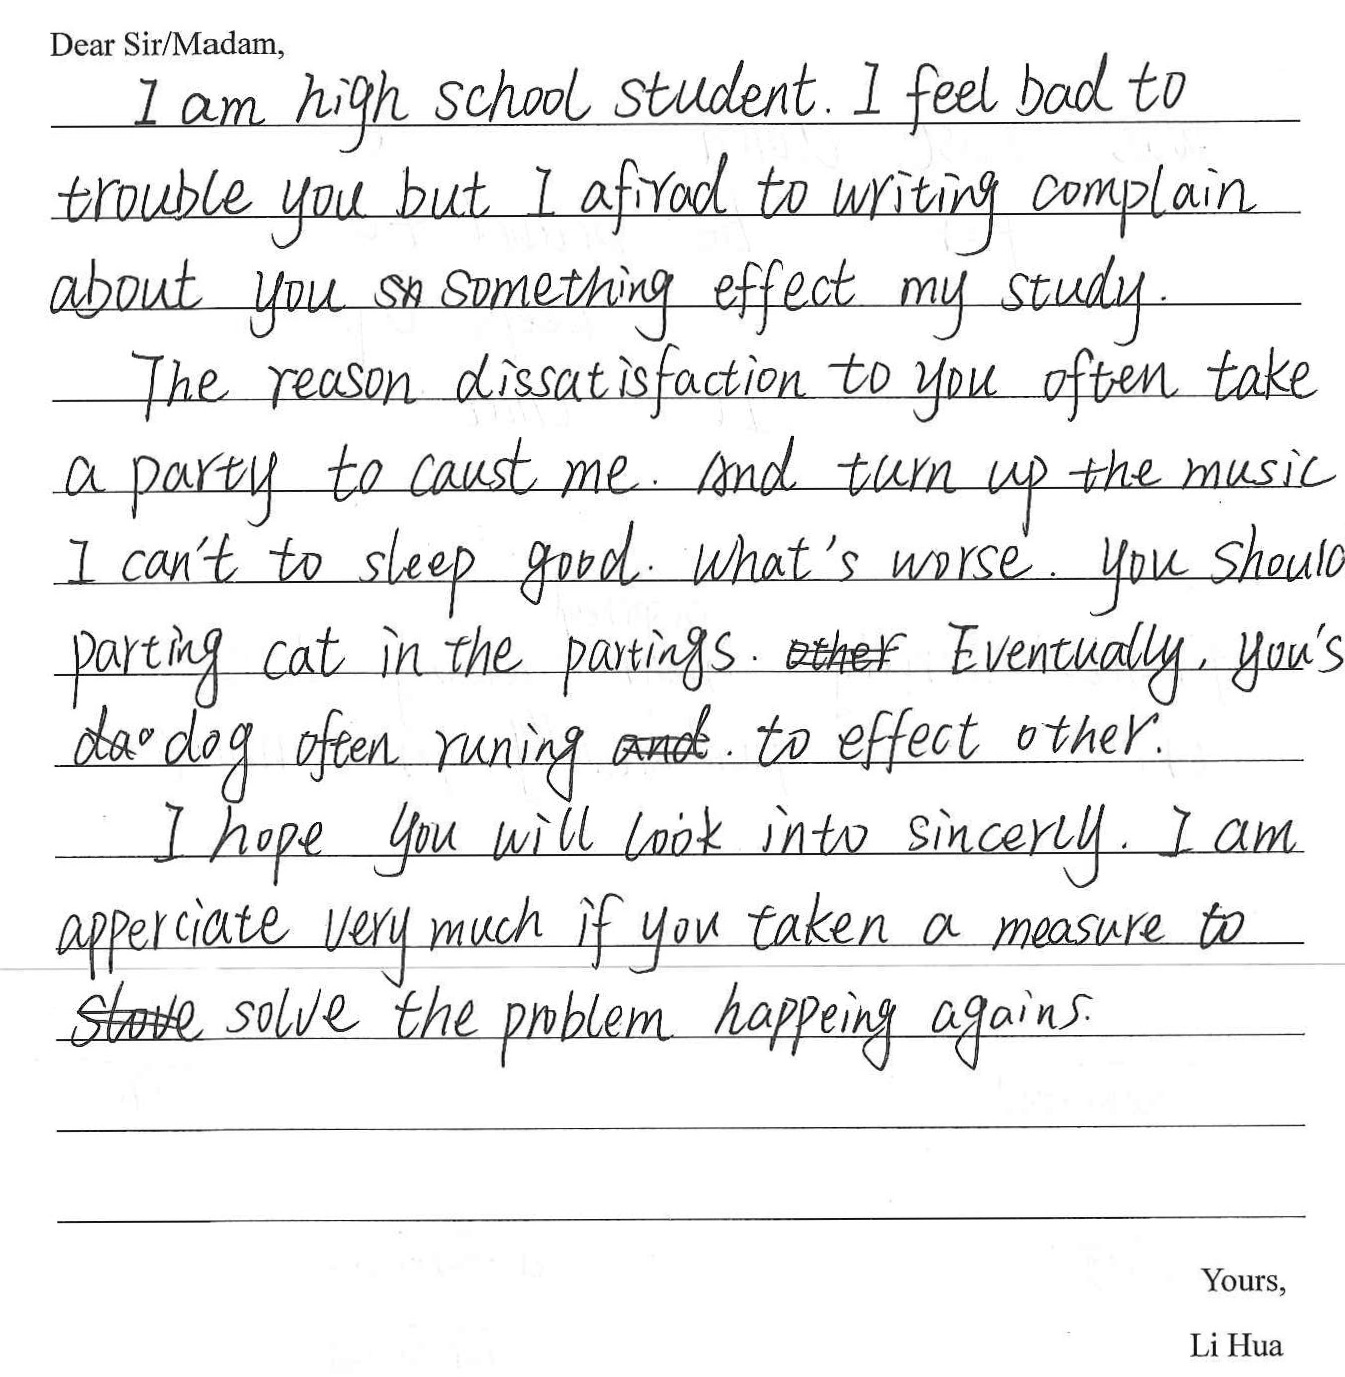 Dear Sir/Madam,
I am high school student. I feel bad to
trouble you but I afirad to writing complain
about you something effect my study.
The reason dissatisfaction to you often take
a party to caust me. And turn up the music
I can't to sleep good. What's worse. you should
parting cat in the partings. other Eventually, you's
da dog often runing and. to effect other.
I hope you will look into sincerly. I am
apperciate very much if you taken a measure to
stove solve the problem happeing agains.
Yours,
Li Hua